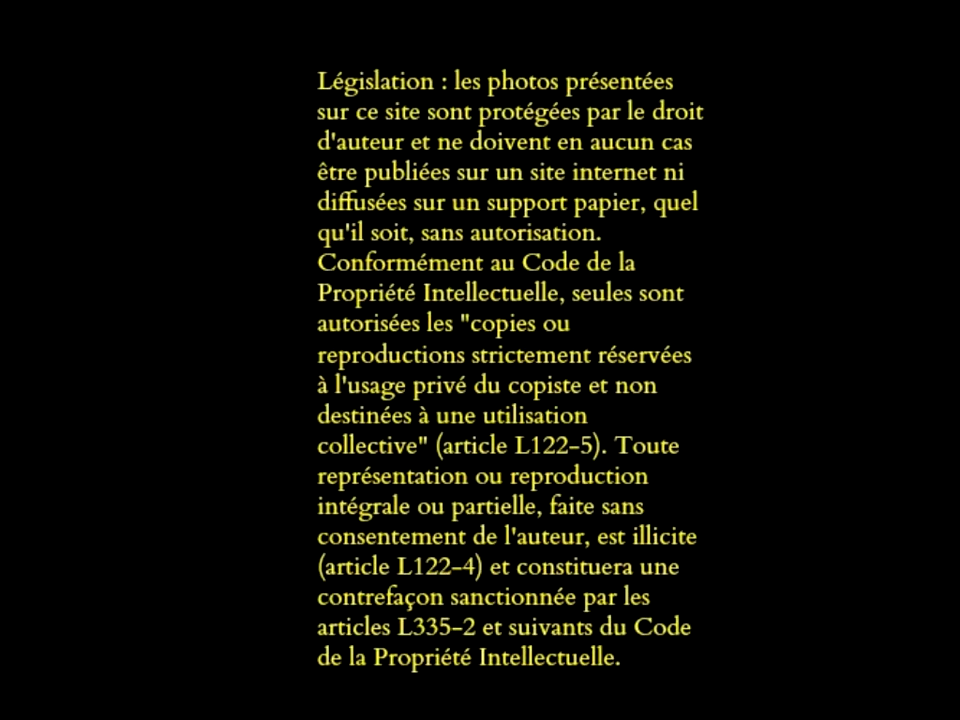 Législation : les photos présentées
sur ce site sont protégées par le droit
d'auteur et ne doivent en aucun cas
être publiées sur un site internet ni
diffusées sur un support papier, quel
qu'il soit, sans autorisation.
Conformément au Code de la
Propriété Intellectuelle, seules sont
autorisées les "copies ou
reproductions strictement réservées
à l'usage privé du copiste et non
destinées à une utilisation
collective" (article L122-5). Toute
représentation ou reproduction
intégrale ou partielle, faite sans
consentement de l'auteur, est illicite
(article L122-4) et constituera une
contrefaçon sanctionnée par les
articles L335-2 et suivants du Code
de la Propriété Intellectuelle.